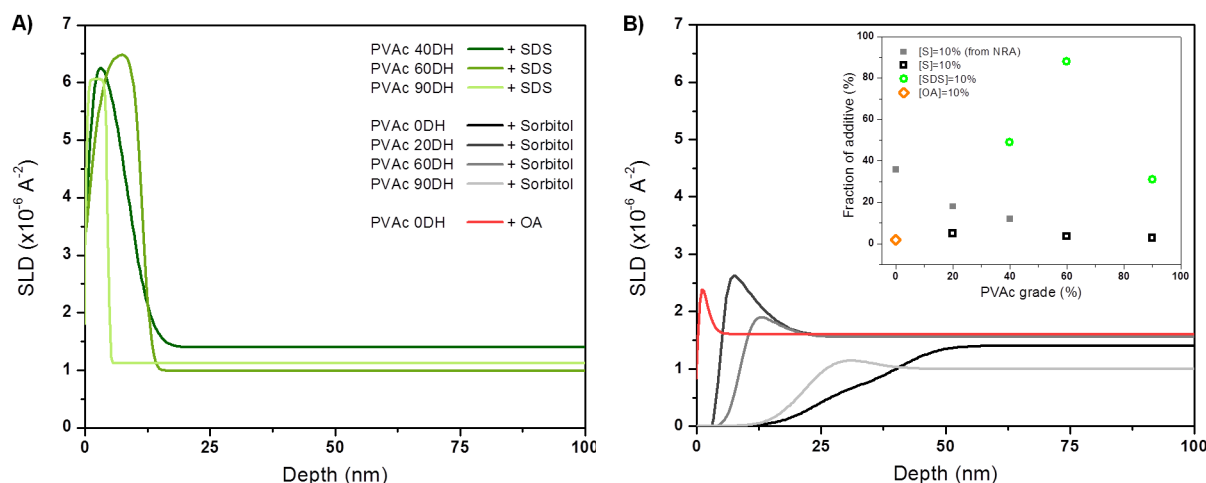 A)
7
6
5
4
3
2
1
0
SLD (x10⁻⁶ A⁻²)
0 25 50 75 100
Depth (nm)
PVAc 40DH + SDS
PVAc 60DH + SDS
PVAc 90DH + SDS
PVAc 0DH + Sorbitol
PVAc 20DH + Sorbitol
PVAc 60DH + Sorbitol
PVAc 90DH + Sorbitol
PVAc 0DH + OA
B)
7
6
5
4
3
2
1
0
SLD (x10⁻⁶ A⁻²)
0 25 50 75 100
Depth (nm)
100
80
60
40
20
0
Fraction of additive (%)
[S]=10% (from NRA)
[S]=10%
[SDS]=10%
[OA]=10%
0 20 40 60 80 100
PVAc grade (%)